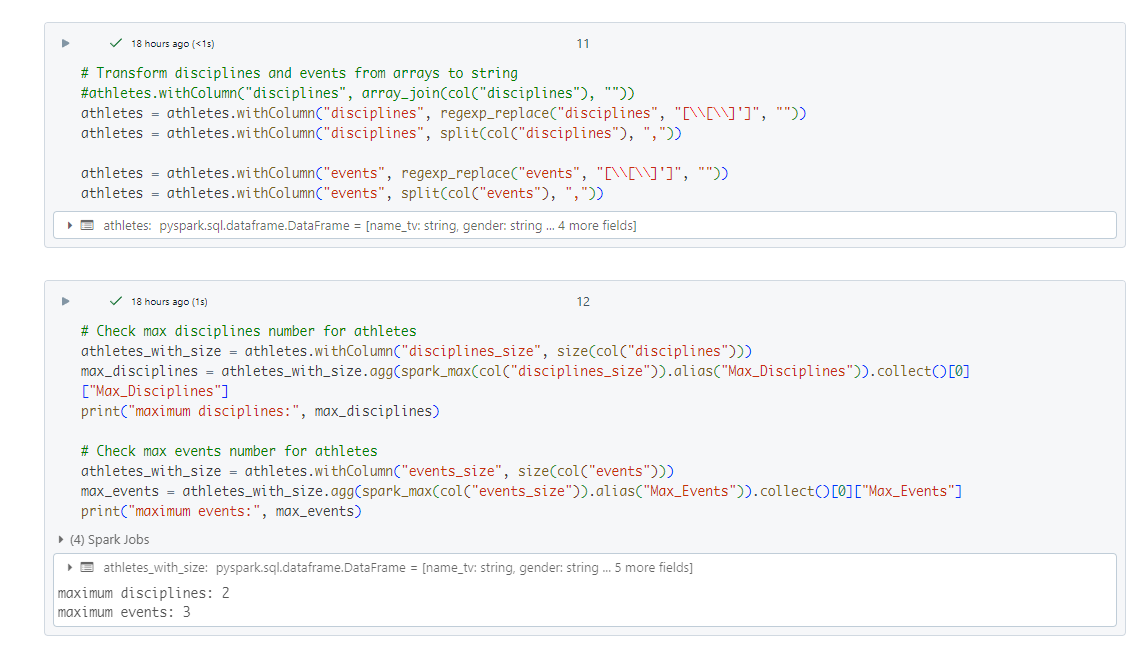 18 hours ago (<1s)
11
# Transform disciplines and events from arrays to string
#athletes.withColumn("disciplines", array_join(col("disciplines"), ""))
athletes = athletes.withColumn("disciplines", regexp_replace("disciplines", "[\\[\\]']", ""))
athletes = athletes.withColumn("disciplines", split(col("disciplines"), ","))
athletes = athletes.withColumn("events", regexp_replace("events", "[\\[\\]']", ""))
athletes = athletes.withColumn("events", split(col("events"), ","))
athletes: pyspark.sql.dataframe.DataFrame = [name_tv: string, gender: string ... 4 more fields]
18 hours ago (1s)
12
# Check max disciplines number for athletes
athletes_with_size = athletes.withColumn("disciplines_size", size(col("disciplines")))
max_disciplines = athletes_with_size.agg(spark_max(col("disciplines_size")).alias("Max_Disciplines")).collect()[0]
["Max_Disciplines"]
print("maximum disciplines:", max_disciplines)
# Check max events number for athletes
athletes_with_size = athletes.withColumn("events_size", size(col("events")))
max_events = athletes_with_size.agg(spark_max(col("events_size")).alias("Max_Events")).collect()[0]["Max_Events"]
print("maximum events:", max_events)
(4) Spark Jobs
athletes_with_size: pyspark.sql.dataframe.DataFrame = [name_tv: string, gender: string ... 5 more fields]
maximum disciplines: 2
maximum events: 3